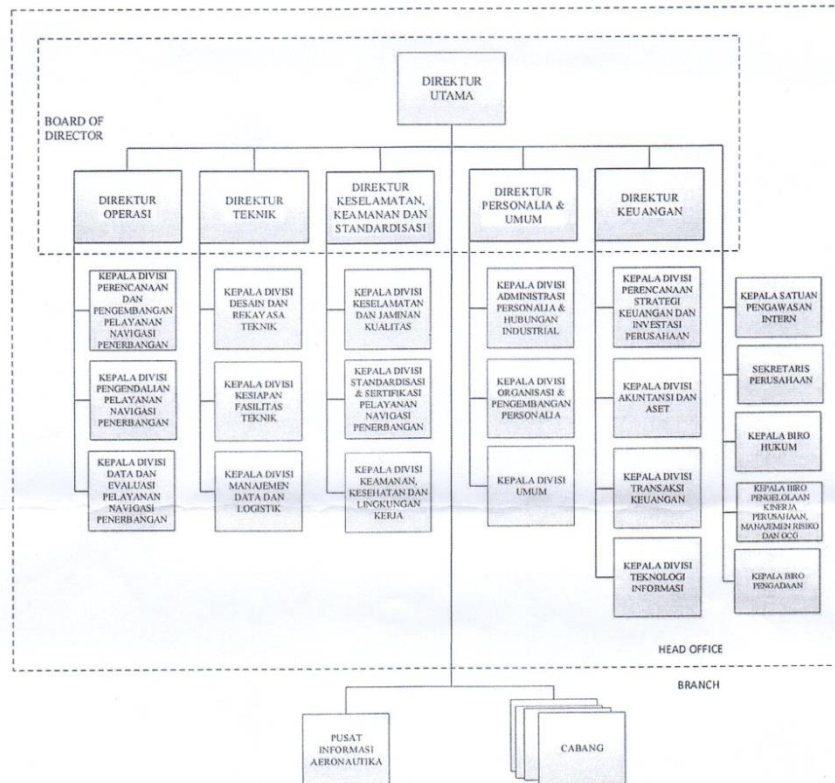 DIREKTUR
UTAMA
BOARD OF
DIRECTOR
DIREKTUR
OPERASI
DIREKTUR
TEKNIK
DIREKTUR
KESELAMATAN,
KEAMANAN DAN
STANDARDISASI
DIREKTUR
PERSONALIA &
UMUM
DIREKTUR
KEUANGAN
KEPALA DIVISI
PERENCANAAN
DAN
PENGEMBANGAN
PELAYANAN
NAVIGASI
PENERBANGAN
KEPALA DIVISI
DESAIN DAN
REKAYASA
TEKNIK
KEPALA DIVISI
KESELAMATAN
DAN JAMINAN
KUALITAS
KEPALA DIVISI
ADMINISTRASI
PERSONALIA &
HUBUNGAN
INDUSTRIAL
KEPALA DIVISI
PERENCANAAN
STRATEGI
KEUANGAN DAN
INVESTASI
PERUSAHAAN
KEPALA SATUAN
PENGAWASAN
INTERN
KEPALA DIVISI
PENGENDALIAN
PELAYANAN
NAVIGASI
PENERBANGAN
KEPALA DIVISI
KESIAPAN
FASILITAS
TEKNIK
KEPALA DIVISI
STANDARDISASI
& SERTIFIKASI
PELAYANAN
NAVIGASI
PENERBANGAN
KEPALA DIVISI
ORGANISASI &
PENGEMBANGAN
PERSONALIA
KEPALA DIVISI
AKUNTANSI DAN
ASET
SEKRETARIS
PERUSAHAAN
KEPALA DIVISI
DATA DAN
EVALUASI
PELAYANAN
NAVIGASI
PENERBANGAN
KEPALA DIVISI
MANAJEMEN
DATA DAN
LOGISTIK
KEPALA DIVISI
KEAMANAN,
KESEHATAN DAN
LINGKUNGAN
KERJA
KEPALA DIVISI
UMUM
KEPALA DIVISI
TRANSAKSI
KEUANGAN
KEPALA BIRO
HUKUM
KEPALA BIRO
PENGELOLAAN
KINERJA
PERUSAHAAN,
MANAJEMEN RISIKO
DAN GCG
KEPALA DIVISI
TEKNOLOGI
INFORMASI
KEPALA BIRO
PENGADAAN
HEAD OFFICE
BRANCH
PUSAT
INFORMASI
AERONAUTIKA
CABANG